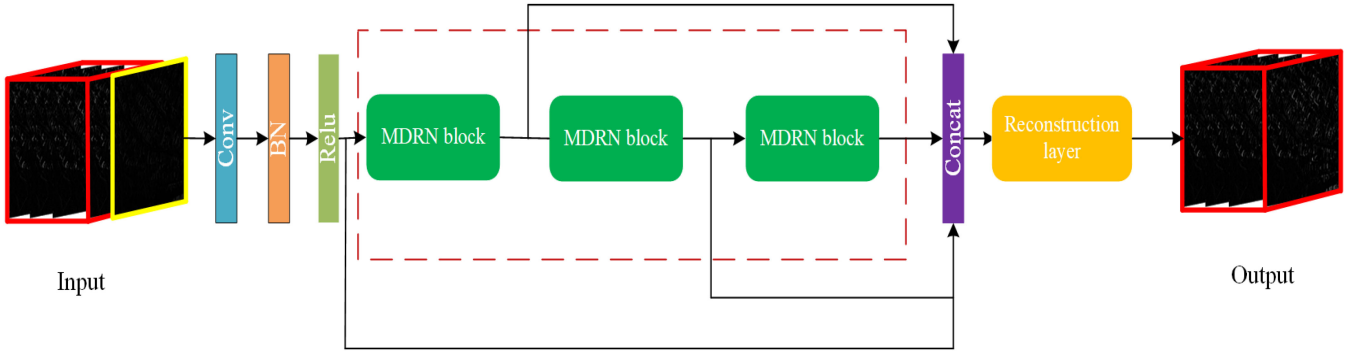 Input
Conv
BN
Relu
MDRN block
MDRN block
MDRN block
Concat
Reconstruction
layer
Output